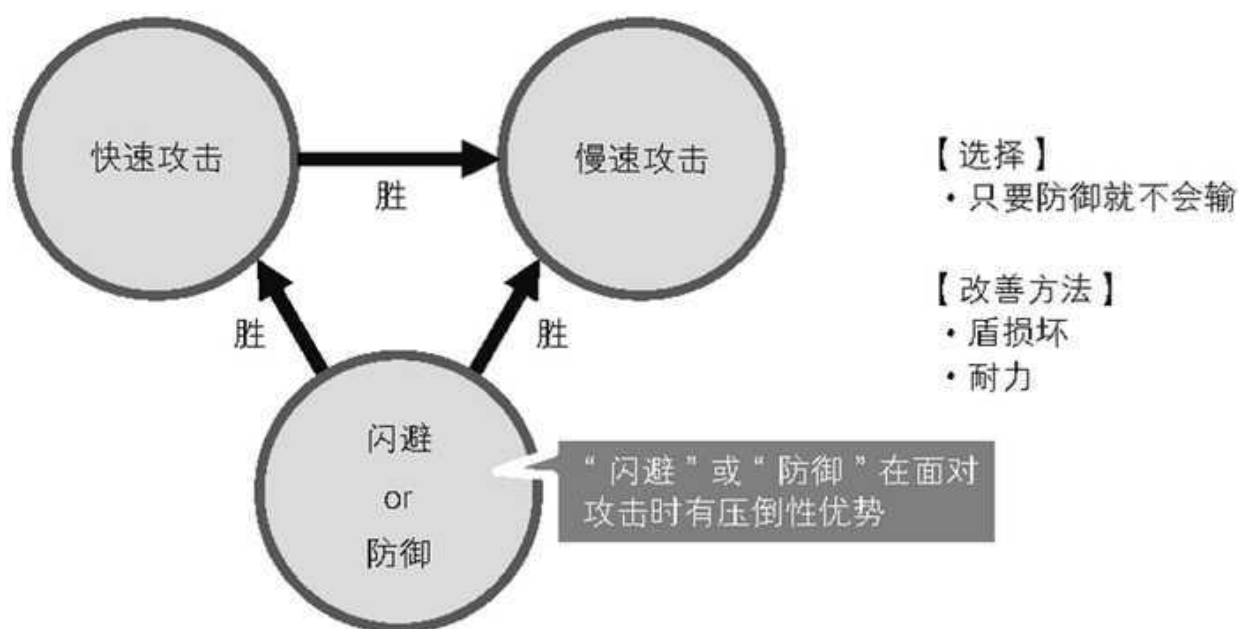 快速攻击
慢速攻击
胜
胜
胜
闪避
or
防御
“闪避”或“防御”在面对
攻击时有压倒性优势
【选择】
・只要防御就不会输
【改善方法】
・盾损坏
・耐力